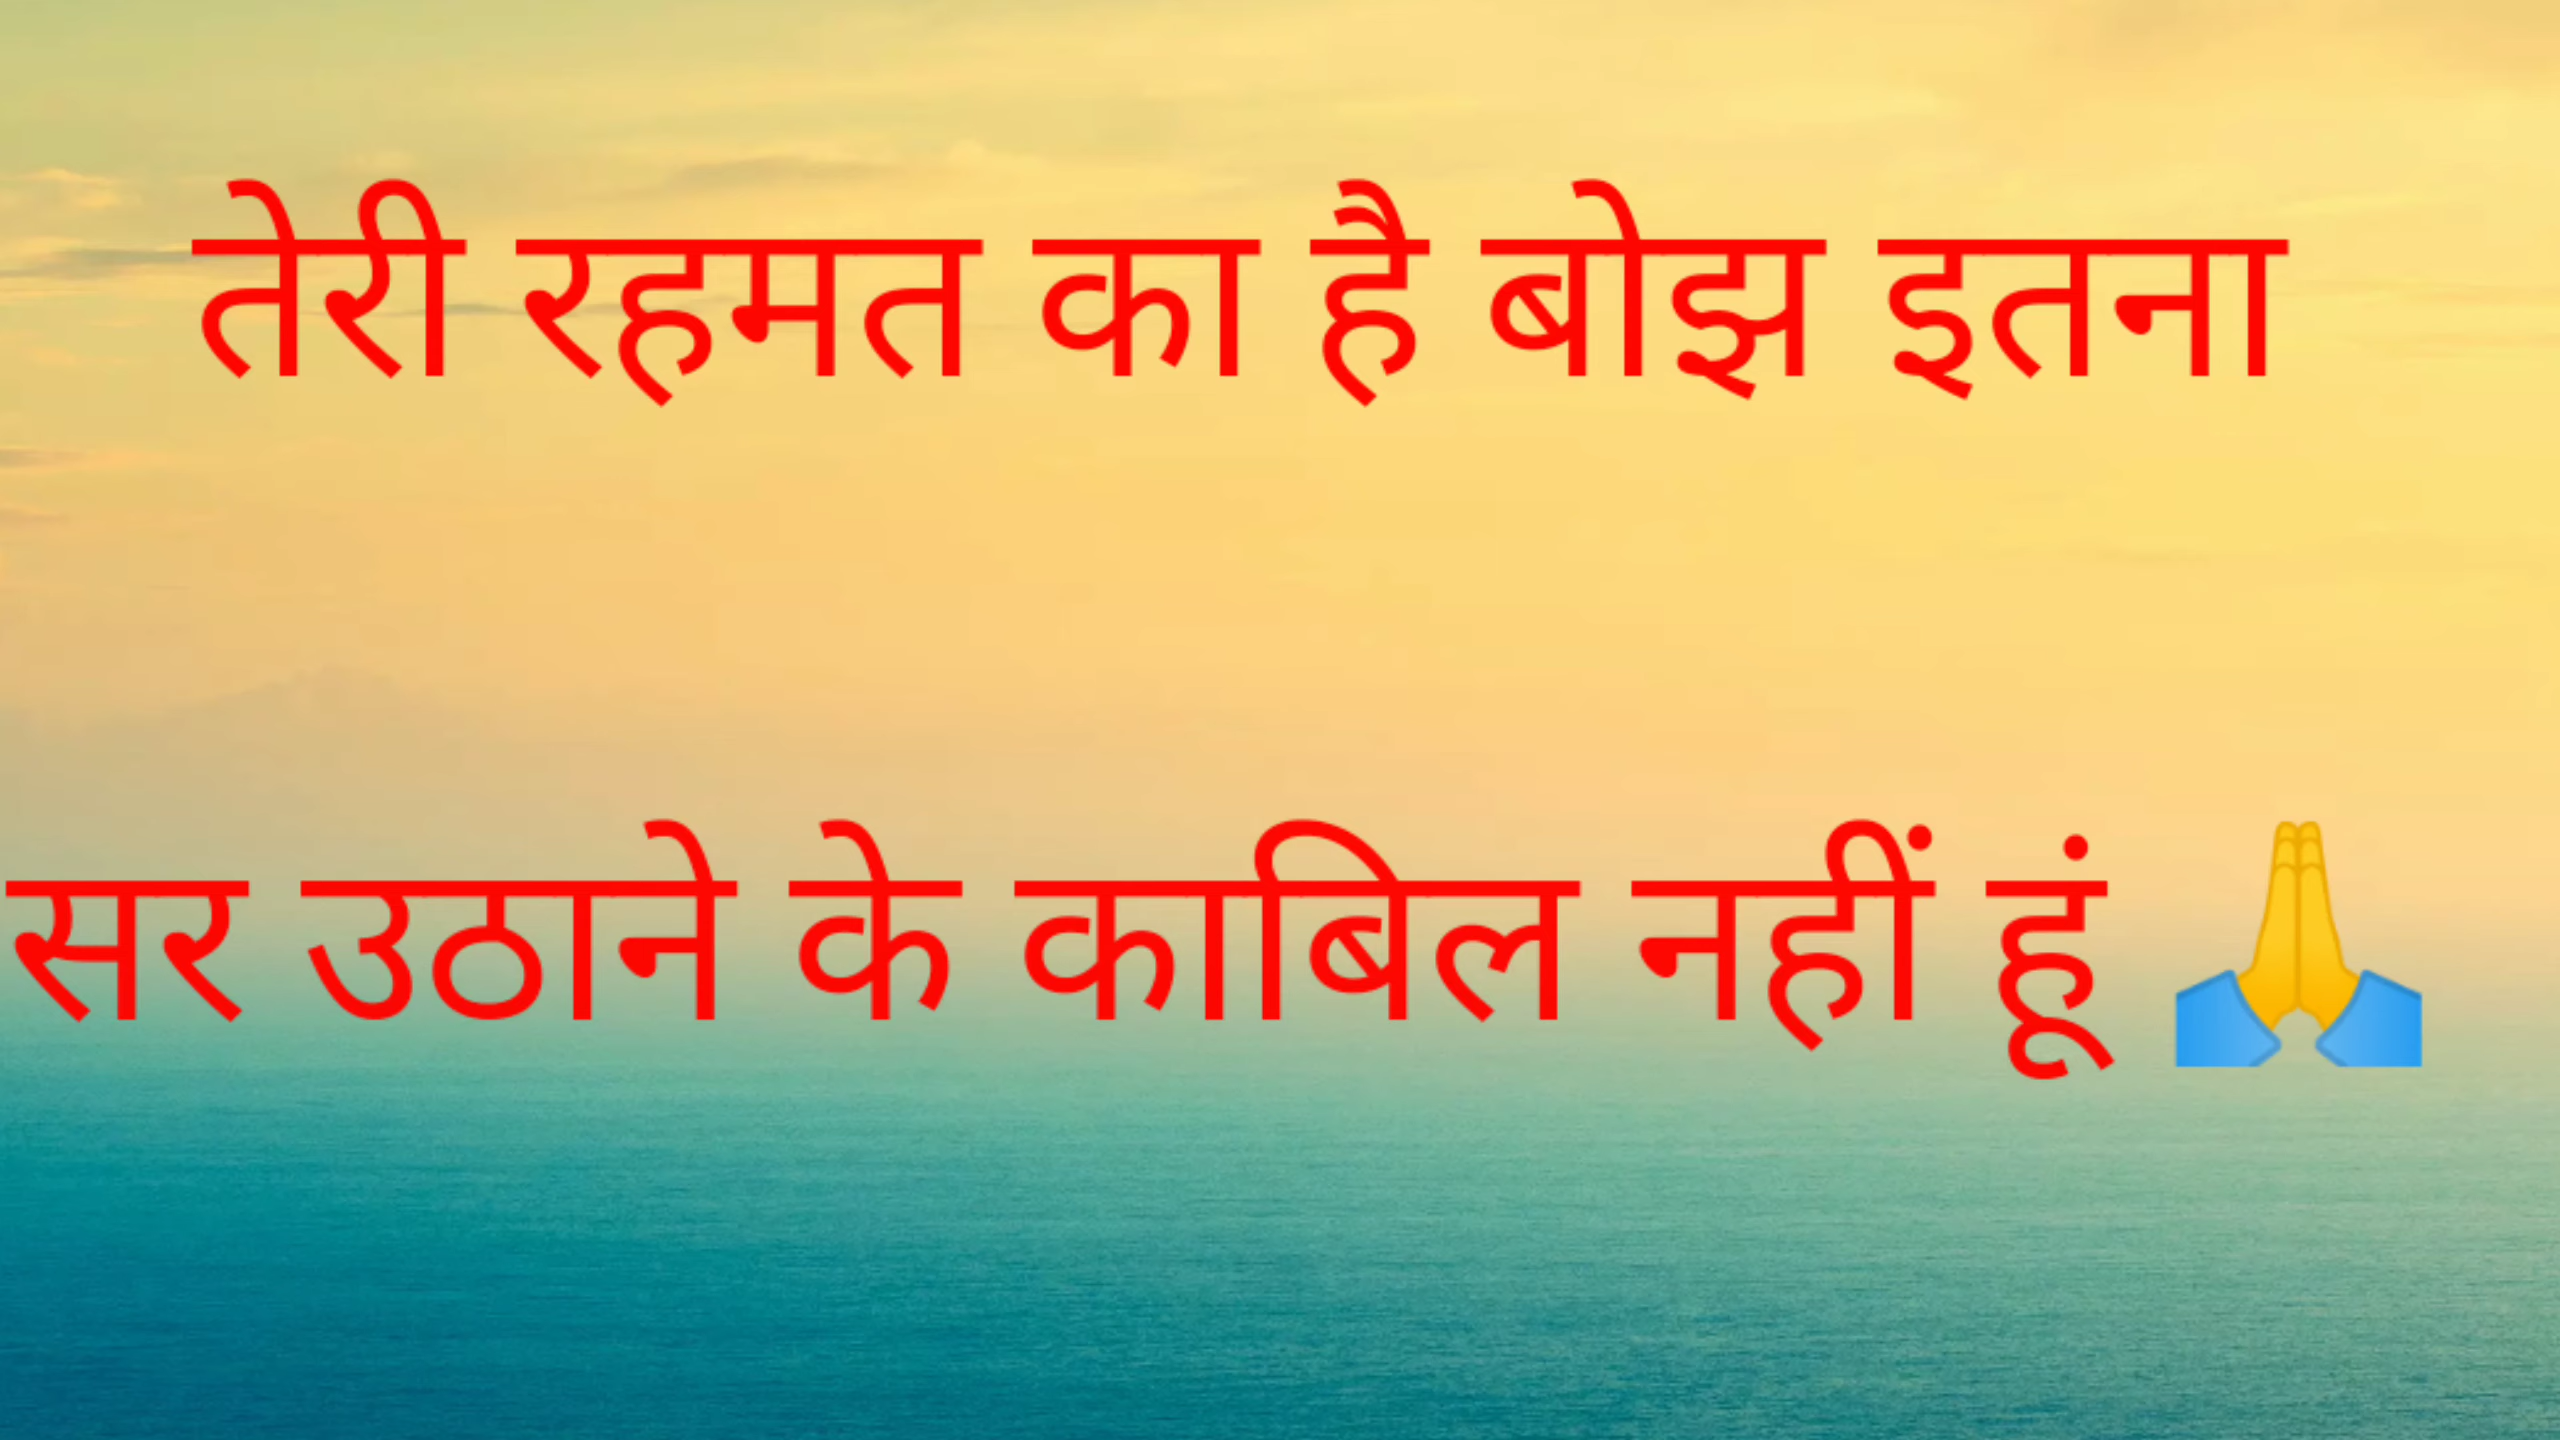 तेरी रहमत का है बोझ इतना
सर उठाने के काबिल नहीं हूं 🙏